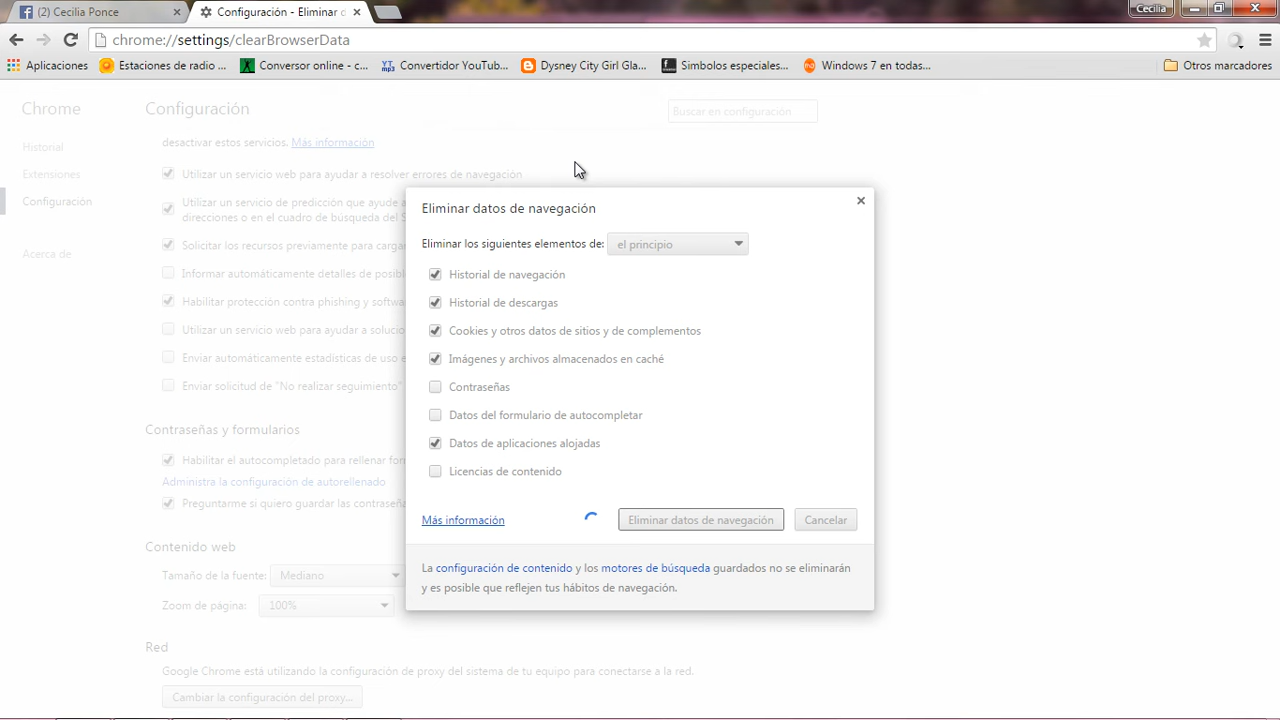 (2) Cecilia Ponce
Configuración - Eliminar d
Cecilia
chrome://settings/clearBrowserData
Aplicaciones
Estaciones de radio ...
Conversor online - c...
Convertidor YouTub...
Dysney City Girl Gla...
Simbolos especiales...
Windows 7 en todas...
Otros marcadores
Chrome
Historial
Extensiones
Configuración
Acerca de
Configuración
Buscar en configuración
desactivar estos servicios. Más información
Utilizar un servicio web para ayudar a resolver errores de navegación
Utilizar un servicio de predicción que ayude a
direcciones o en el cuadro de búsqueda del S
Solicitar los recursos previamente para cargar
Informar automáticamente detalles de posibl
Habilitar protección contra phishing y softwa
Utilizar un servicio web para ayudar a solucio
Enviar automáticamente estadísticas de uso e
Enviar solicitud de "No realizar seguimiento"
Contraseñas y formularios
Habilitar el autocompletado para rellenar for
Administra la configuración de autorellenado
Preguntarme si quiero guardar las contraseña
Contenido web
Tamaño de la fuente: Mediano
Zoom de página: 100%
Red
Google Chrome está utilizando la configuración de proxy del sistema de tu equipo para conectarse a la red.
Cambiar la configuración del proxy...
Eliminar datos de navegación
Eliminar los siguientes elementos de: el principio
Historial de navegación
Historial de descargas
Cookies y otros datos de sitios y de complementos
Imágenes y archivos almacenados en caché
Contraseñas
Datos del formulario de autocompletar
Datos de aplicaciones alojadas
Licencias de contenido
Más información
Eliminar datos de navegación
Cancelar
La configuración de contenido y los motores de búsqueda guardados no se eliminarán
y es posible que reflejen tus hábitos de navegación.